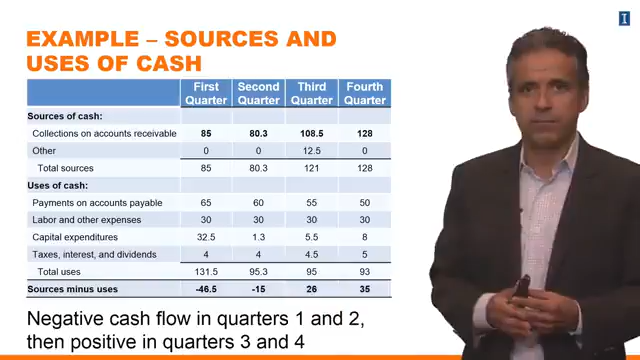 I
EXAMPLE – SOURCES AND
USES OF CASH
First Quarter Second Quarter Third Quarter Fourth Quarter
Sources of cash:
Collections on accounts receivable 85 80.3 108.5 128
Other 0 0 12.5 0
Total sources 85 80.3 121 128
Uses of cash:
Payments on accounts payable 65 60 55 50
Labor and other expenses 30 30 30 30
Capital expenditures 32.5 1.3 5.5 8
Taxes, interest, and dividends 4 4 4.5 5
Total uses 131.5 95.3 95 93
Sources minus uses -46.5 -15 26 35
Negative cash flow in quarters 1 and 2,
then positive in quarters 3 and 4